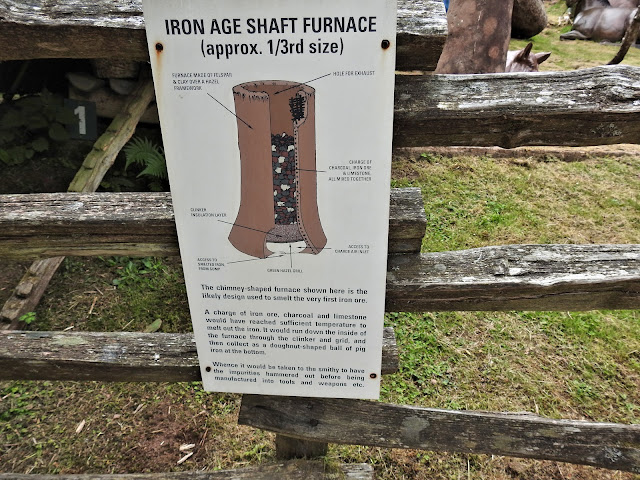 IRON AGE SHAFT FURNACE
(approx. 1/3rd size)
FURNACE MADE OF FELSPAR
& CLAY OVER A HAZEL
FRAMEWORK
HOLE FOR EXHAUST
1
CHARGE OF
CHARCOAL, IRON ORE
& LIMESTONE,
ALL MIXED TOGETHER
CLINKER
INSULATOR LAYER
ACCESS TO
SMELTED IRON
FROM SUMP
GREEN HAZEL GRILL
ACCESS TO
CHARGE/AIR INLET
The chimney-shaped furnace shown here is the
likely design used to smelt the very first iron ore.
A charge of iron ore, charcoal and limestone
would have reached sufficient temperature to
melt out the iron. It would run down the inside of
the furnace through the clinker and grid, and
then collect as a doughnut-shaped ball of pig
iron at the bottom.
Whence it would be taken to the smithy to have
the impurities hammered out before being
manufactured into tools and weapons etc.